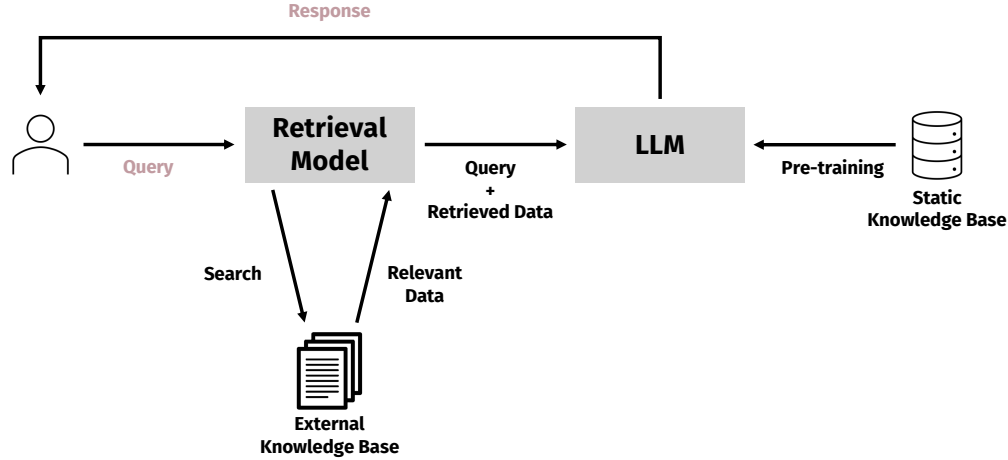 Response
Retrieval
Model
LLM
Query
Query
+
Retrieved Data
Pre-training
Static
Knowledge Base
Search
Relevant
Data
External
Knowledge Base